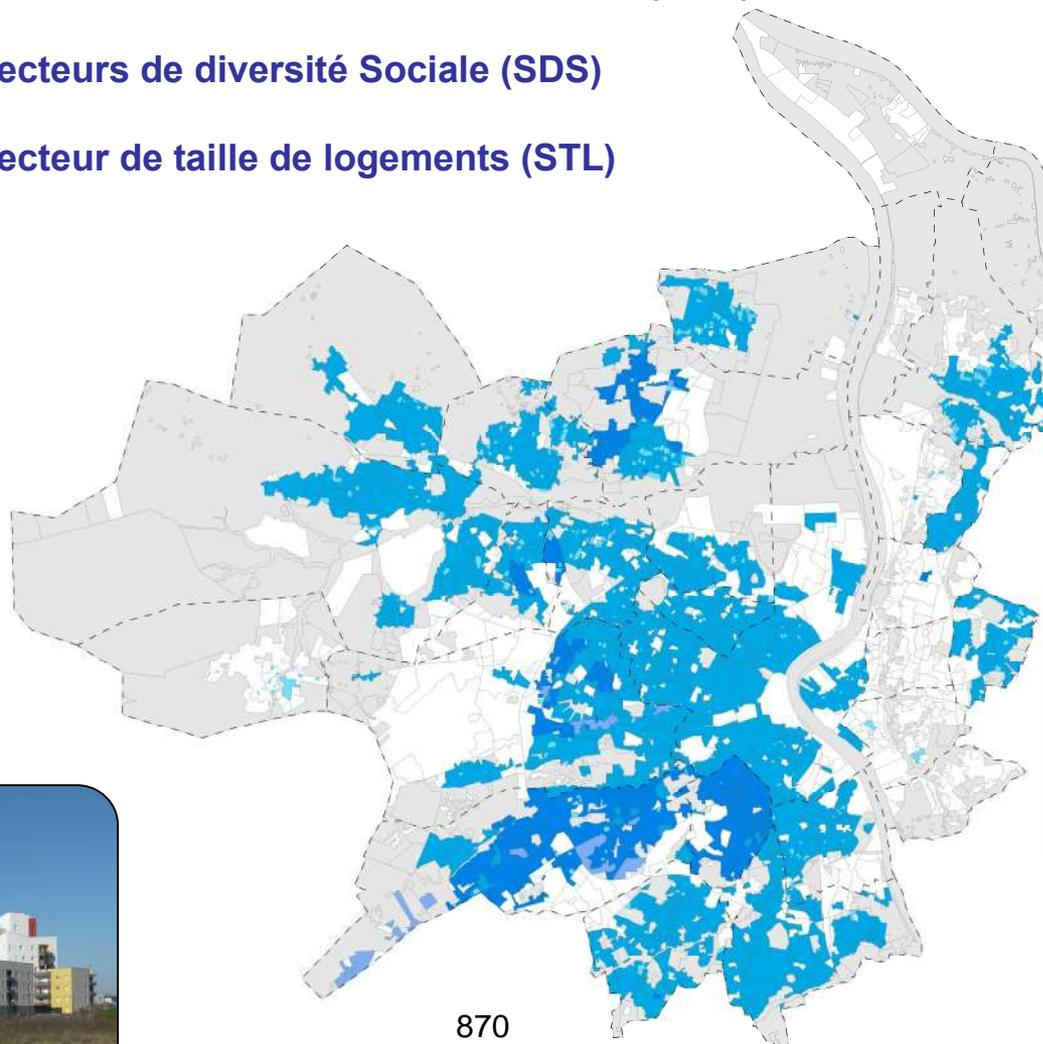 ecteurs de diversité Sociale (SDS)
ecteur de taille de logements (STL)
870